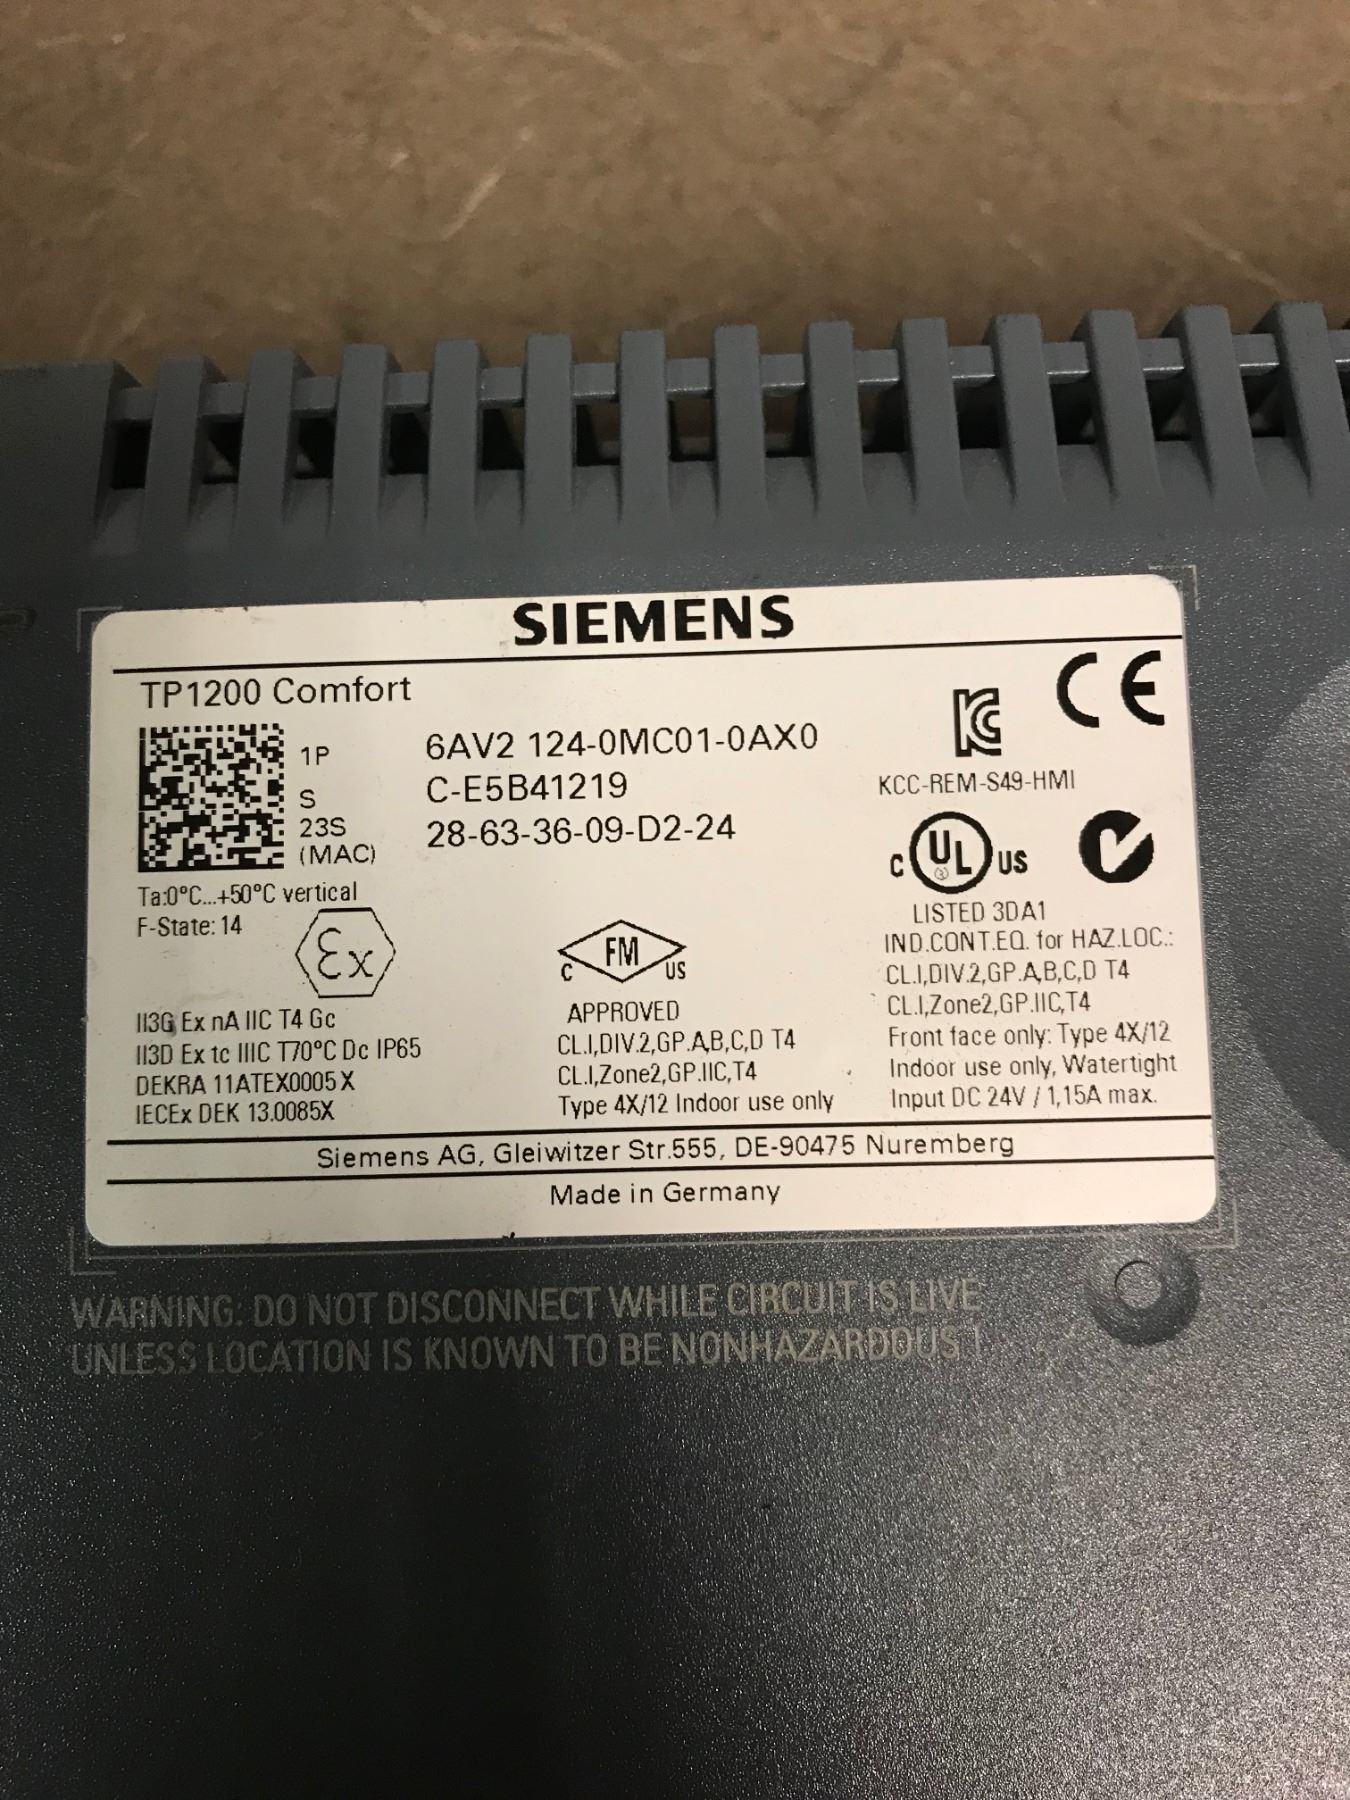 SIEMENS
TP1200 Comfort
CE
1P 6AV2 124-0MC01-0AX0
S C-E5B41219
23S (MAC) 28-63-36-09-D2-24
KCC-REM-S49-HMI
C UL US
LISTED 3DA1
IND.CONT.EQ. for HAZ.LOC.:
CL.I,DIV.2,GP.A,B,C,D T4
CL.I,Zone2,GP.IIC,T4
Front face only: Type 4X/12
Indoor use only, Watertight
Input DC 24V / 1,15A max.
Ta:0°C...+50°C vertical
F-State: 14
Ex
II3G Ex nA IIC T4 Gc
II3D Ex tc IIIC T70°C Dc IP65
DEKRA 11ATEX0005 X
IECEx DEK 13.0085X
C FM US
APPROVED
CL.I,DIV.2,GP.A,B,C,D T4
CL.I,Zone2,GP.IIC,T4
Type 4X/12 Indoor use only
Siemens AG, Gleiwitzer Str.555, DE-90475 Nuremberg
Made in Germany
WARNING: DO NOT DISCONNECT WHILE CIRCUIT IS LIVE
UNLESS LOCATION IS KNOWN TO BE NONHAZARDOUS !